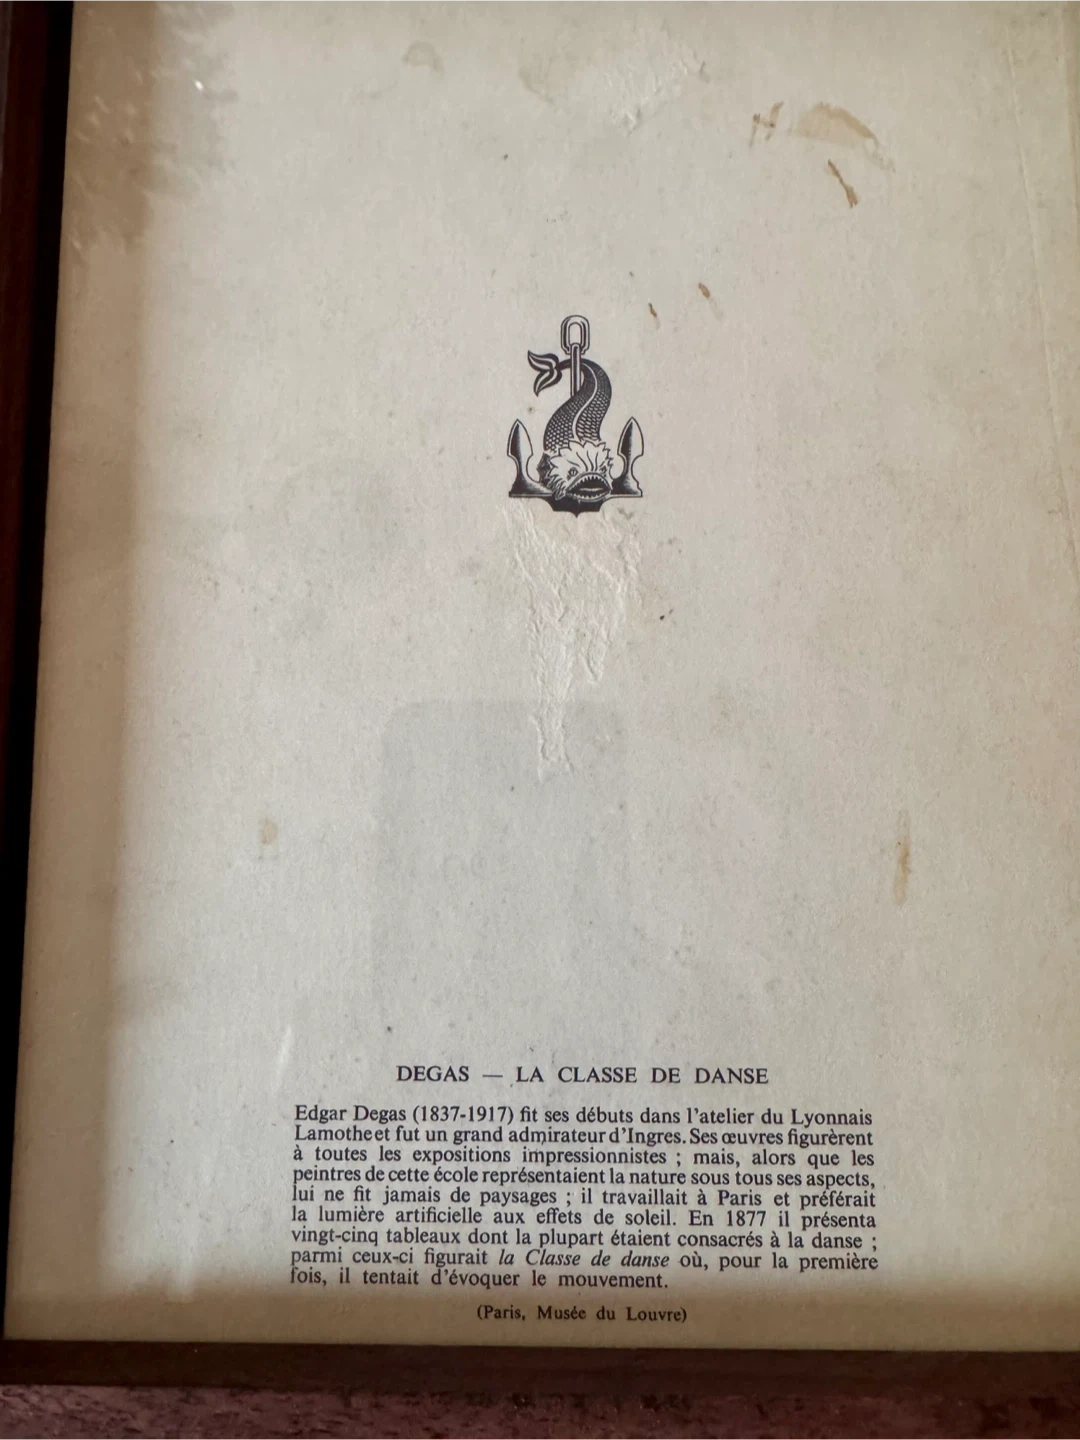 DEGAS — LA CLASSE DE DANSE
Edgar Degas (1837-1917) fit ses débuts dans l'atelier du Lyonnais
Lamothe et fut un grand admirateur d'Ingres. Ses œuvres figurèrent
à toutes les expositions impressionnistes ; mais, alors que les
peintres de cette école représentaient la nature sous tous ses aspects,
lui ne fit jamais de paysages ; il travaillait à Paris et préférait
la lumière artificielle aux effets de soleil. En 1877 il présenta
vingt-cinq tableaux dont la plupart étaient consacrés à la danse ;
parmi ceux-ci figurait la Classe de danse où, pour la première
fois, il tentait d'évoquer le mouvement.
(Paris, Musée du Louvre)